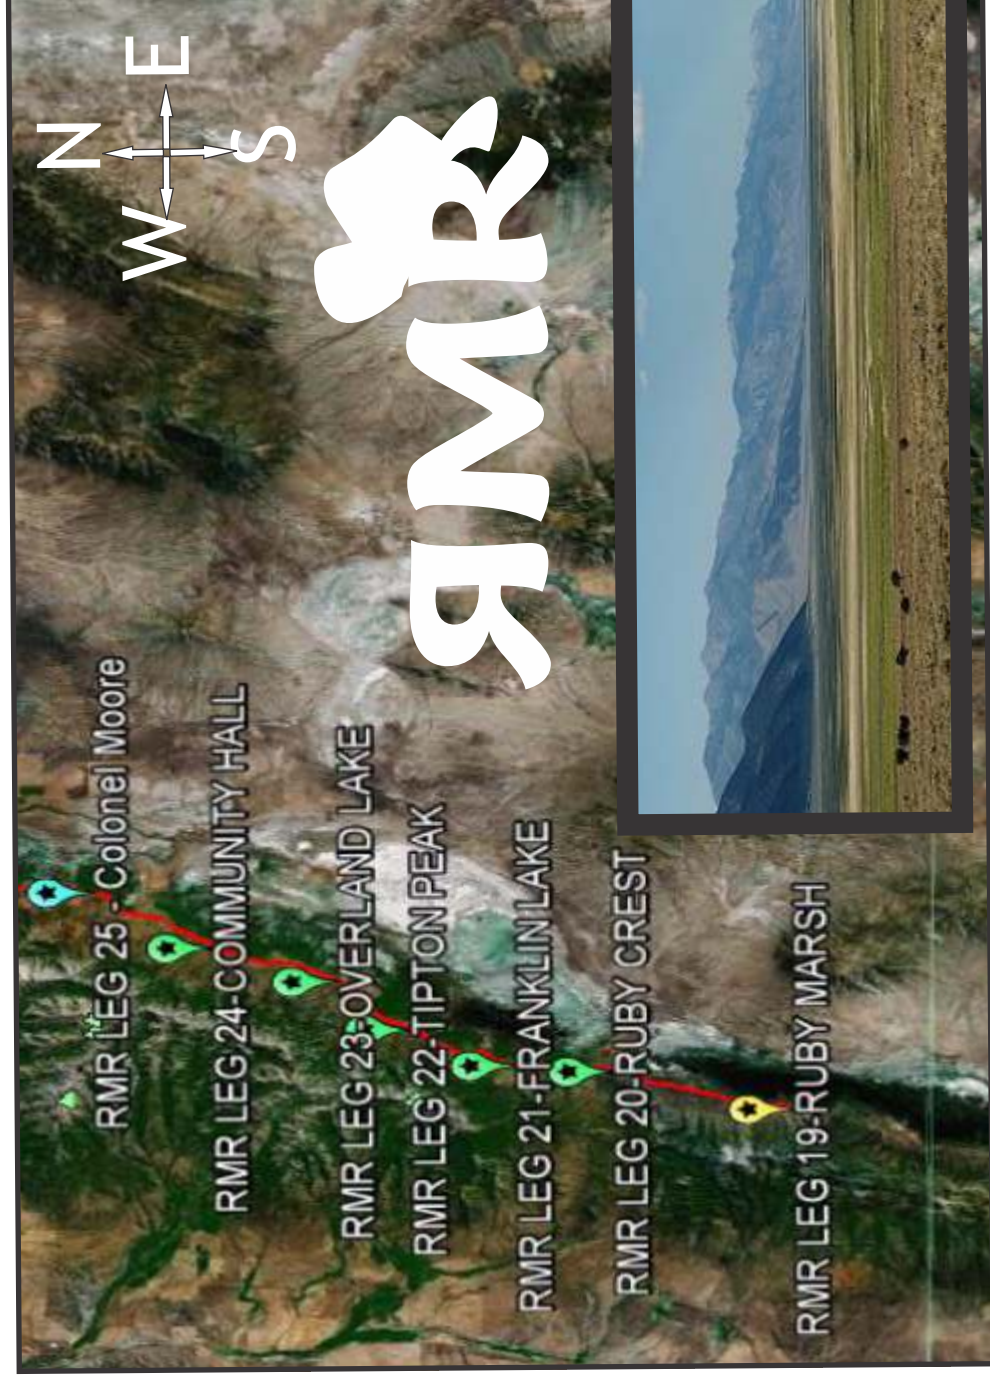 N
W E
S
RMR
RMR LEG 25 - Colonel Moore
RMR LEG 24-COMMUNITY HALL
RMR LEG 23-OVERLAND LAKE
RMR LEG 22-TIPTON PEAK
RMR LEG 21-FRANKLIN LAKE
RMR LEG 20-RUBY CREST
RMR LEG 19-RUBY MARSH